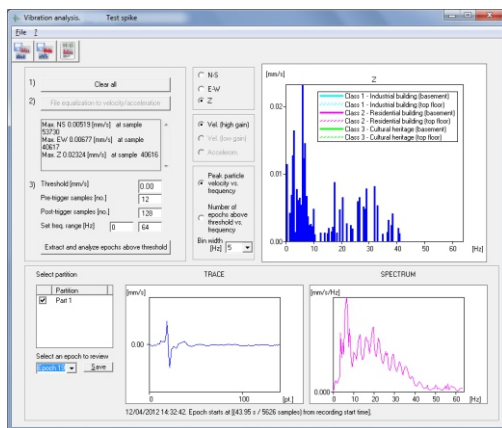 Vibration analysis. Test spike
File ?
1) Clear all
2) File equalization to velocity/acceleration
Max. NS 0.00519 [mm/s] at sample
53730
Max. EW 0.00677 [mm/s] at sample
40617
Max. Z 0.02324 [mm/s] at sample 40616
3) Threshold [mm/s] 0.00
Pre-trigger samples [no.] 12
Post-trigger samples [no.] 128
Set freq. range [Hz] 0 64
Extract and analyze epochs above threshold
N-S
E-W
Z
Vel. (high gain)
Vel. (low gain)
Accelerom.
Peak particle
velocity vs.
frequency
Number of
epochs above
threshold vs.
frequency
Bin width
[Hz] 5
[mm/s]
Z
Class 1 - Industrial building (basement)
Class 1 - Industrial building (top floor)
Class 2 - Residential building (basement)
Class 2 - Residential building (top floor)
Class 3 - Cultural heritage (basement)
Class 3 - Cultural heritage (top floor)
0.02
0.01
0.00
0 10 20 30 40 50 60 [Hz]
Select partition
Partition
Part 1
Select an epoch to review
Save
TRACE
[mm/s]
0.00
0 100 [pt.]
SPECTRUM
[mm/s/Hz]
0.000
0 10 20 30 40 50 60 [Hz]
12/04/2012 14:32:42. Epoch starts at [(43.95 s / 5626 samples) from recording start time].